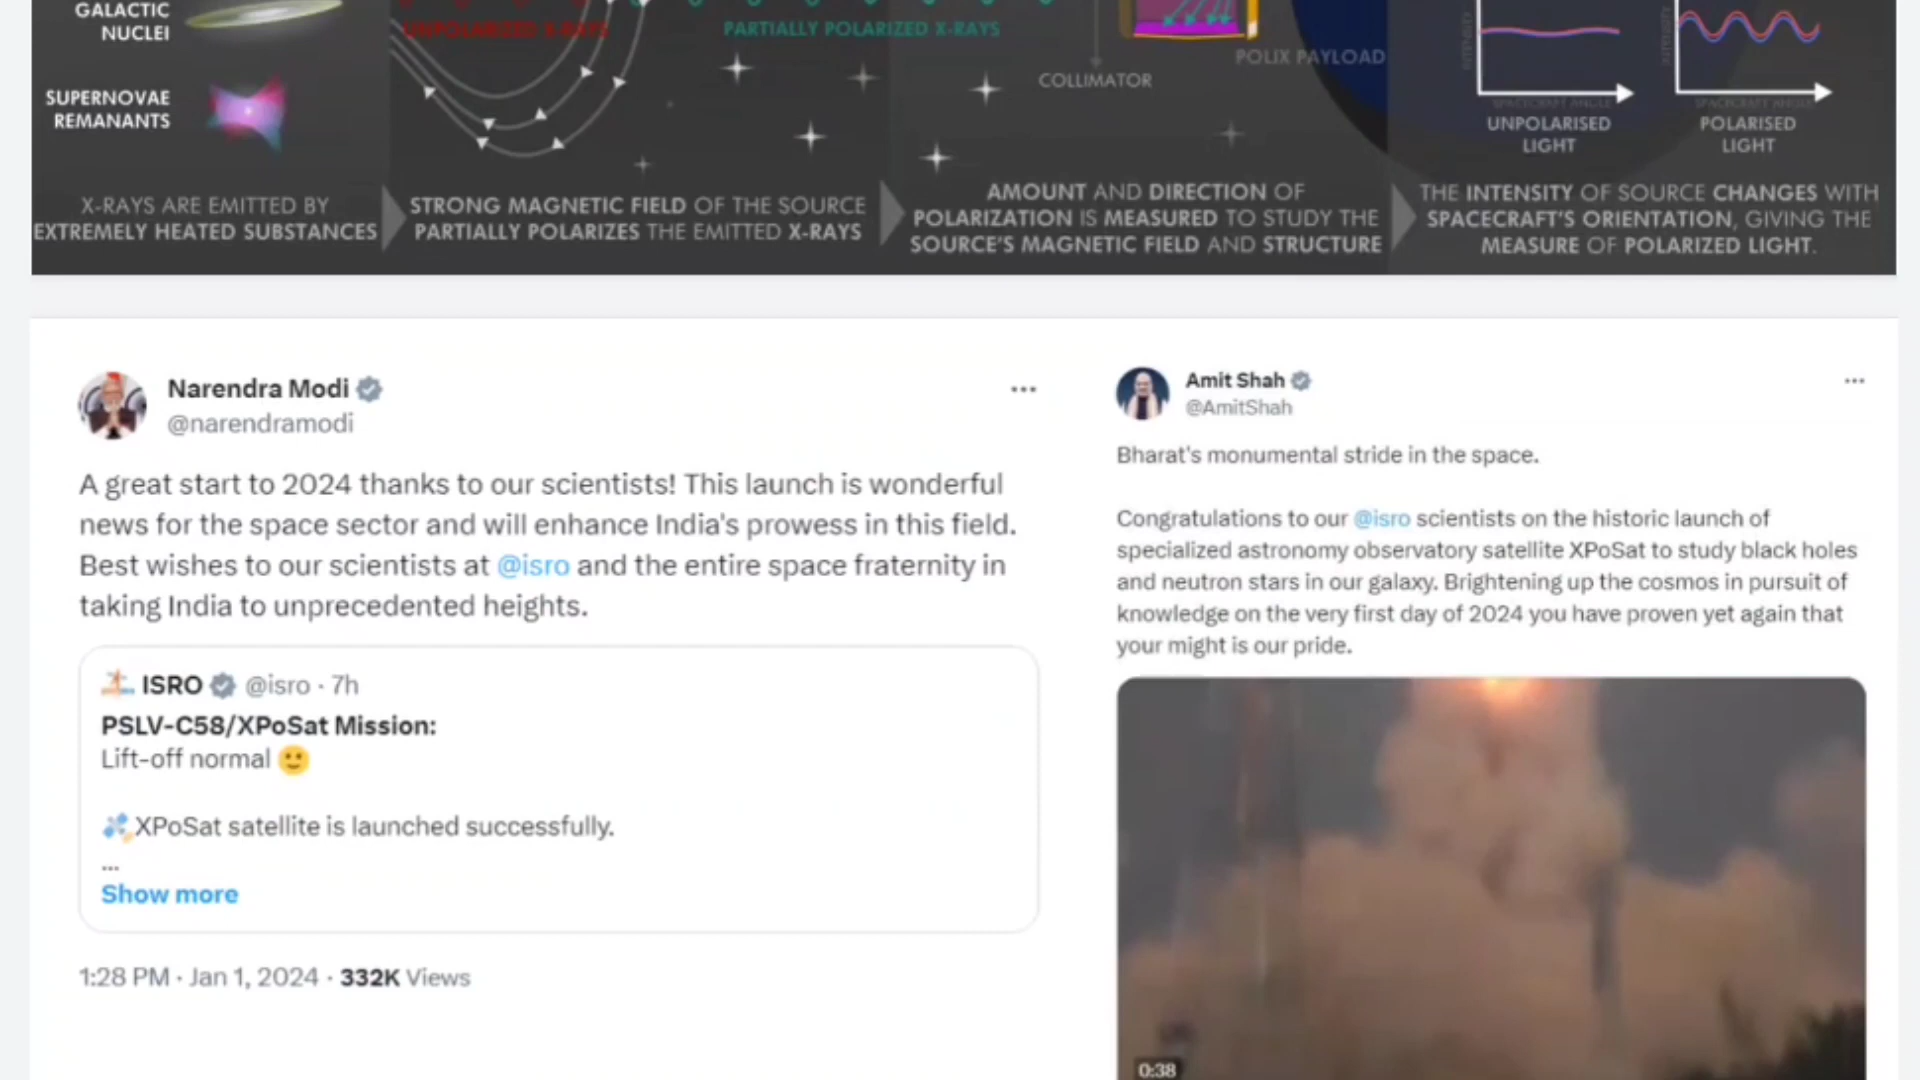 GALACTIC
NUCLEI
UNPOLARIZED X-RAYS
PARTIALLY POLARIZED X-RAYS
POLIX PAYLOAD
COLLIMATOR
SUPERNOVAE
REMANANTS
SPACECRAFT ANGLE
SPACECRAFT ANGLE
UNPOLARISED
LIGHT
POLARISED
LIGHT
X-RAYS ARE EMITTED BY
EXTREMELY HEATED SUBSTANCES
STRONG MAGNETIC FIELD OF THE SOURCE
PARTIALLY POLARIZES THE EMITTED X-RAYS
AMOUNT AND DIRECTION OF
POLARIZATION IS MEASURED TO STUDY THE
SOURCE'S MAGNETIC FIELD AND STRUCTURE
THE INTENSITY OF SOURCE CHANGES WITH
SPACECRAFT'S ORIENTATION, GIVING THE
MEASURE OF POLARIZED LIGHT.
Narendra Modi
@narendramodi
A great start to 2024 thanks to our scientists! This launch is wonderful
news for the space sector and will enhance India's prowess in this field.
Best wishes to our scientists at @isro and the entire space fraternity in
taking India to unprecedented heights.
ISRO @isro · 7h
PSLV-C58/XPoSat Mission:
Lift-off normal 🙂
🛰️XPoSat satellite is launched successfully.
...
Show more
1:28 PM · Jan 1, 2024 · 332K Views
Amit Shah
@AmitShah
Bharat's monumental stride in the space.
Congratulations to our @isro scientists on the historic launch of
specialized astronomy observatory satellite XPoSat to study black holes
and neutron stars in our galaxy. Brightening up the cosmos in pursuit of
knowledge on the very first day of 2024 you have proven yet again that
your might is our pride.
0:38